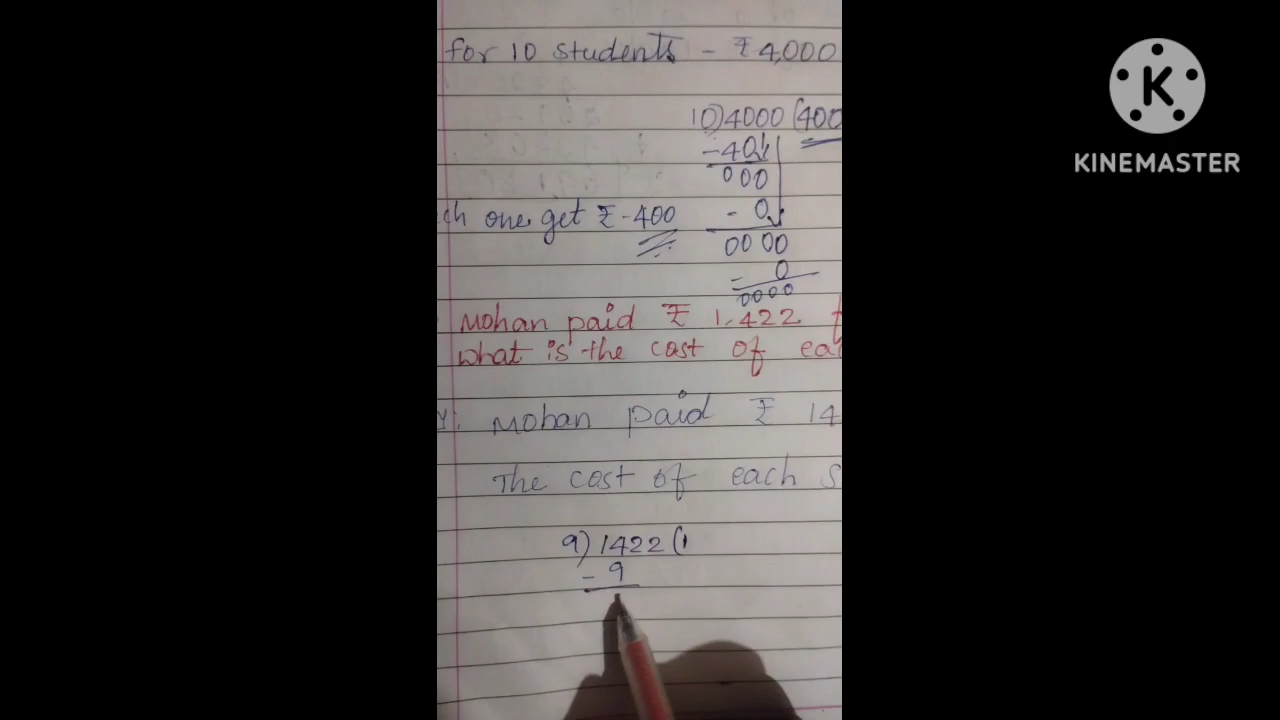 for 10 students - ₹4,000
10)4000(400
-40
000
ch one get ₹-400
- 0
0000
- 0
0000
Mohan paid ₹ 1,422 f
what is the cost of eac
y: Mohan paid ₹ 14
The cost of each s
9)1422(1
- 9
K
KINEMASTER